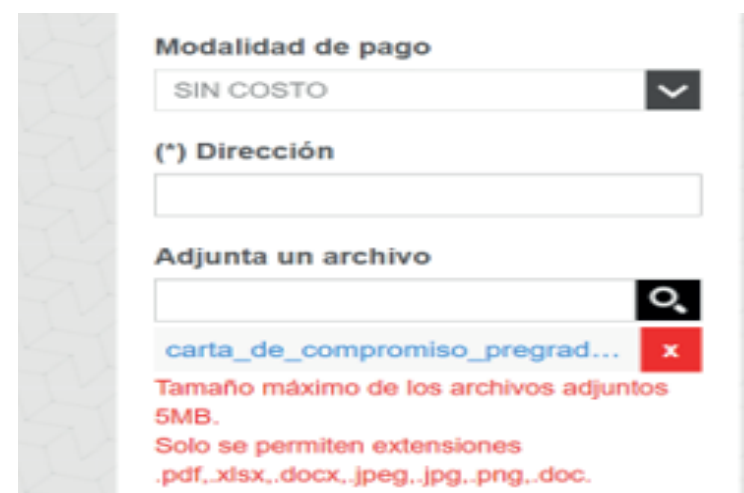 Modalidad de pago
SIN COSTO
(*) Dirección
Adjunta un archivo
carta_de_compromiso_pregrad... x
Tamaño máximo de los archivos adjuntos
5MB.
Solo se permiten extensiones
.pdf,.xlsx,.docx,.jpeg,.jpg,.png,.doc.